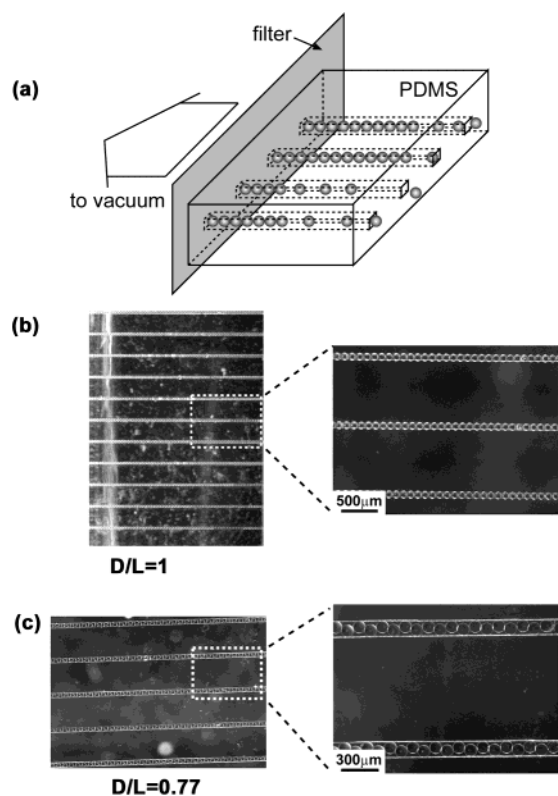 filter
(a)
PDMS
to vacuum
(b)
500μm
D/L=1
(c)
300μm
D/L=0.77